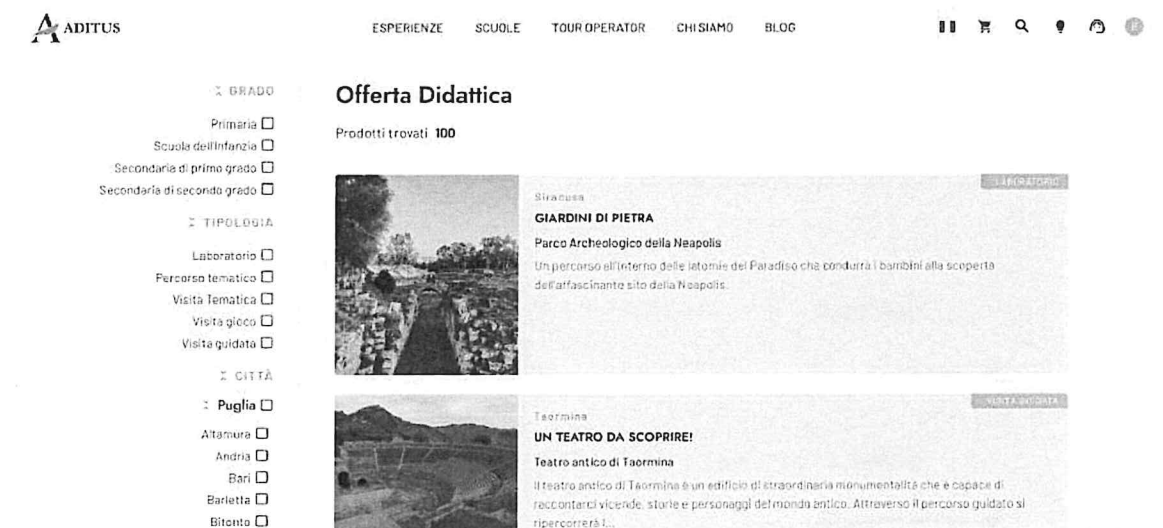 ADITUS
ESPERIENZE SCUOLE TOUR OPERATOR CHI SIAMO BLOG
GRADO
Primaria
Scuola dell'Infanzia
Secondaria di primo grado
Secondaria di secondo grado
TIPOLOGIA
Laboratorio
Percorso tematico
Visita Tematica
Visita gioco
Visita guidata
CITTÀ
Puglia
Altamura
Andria
Bari
Barletta
Bitonto
Offerta Didattica
Prodotti trovati 100
LABORATORIO
Siracusa
GIARDINI DI PIETRA
Parco Archeologico della Neapolis
Un percorso all'interno delle latomie del Paradiso che condurrà i bambini alla scoperta
dell'affascinante sito della Neapolis.
VISITA GUIDATA
Taormina
UN TEATRO DA SCOPRIRE!
Teatro antico di Taormina
Il teatro antico di Taormina è un edificio di straordinaria monumentalità che è capace di
raccontarci vicende, storie e personaggi del mondo antico. Attraverso il percorso guidato si
ripercorrerà l...